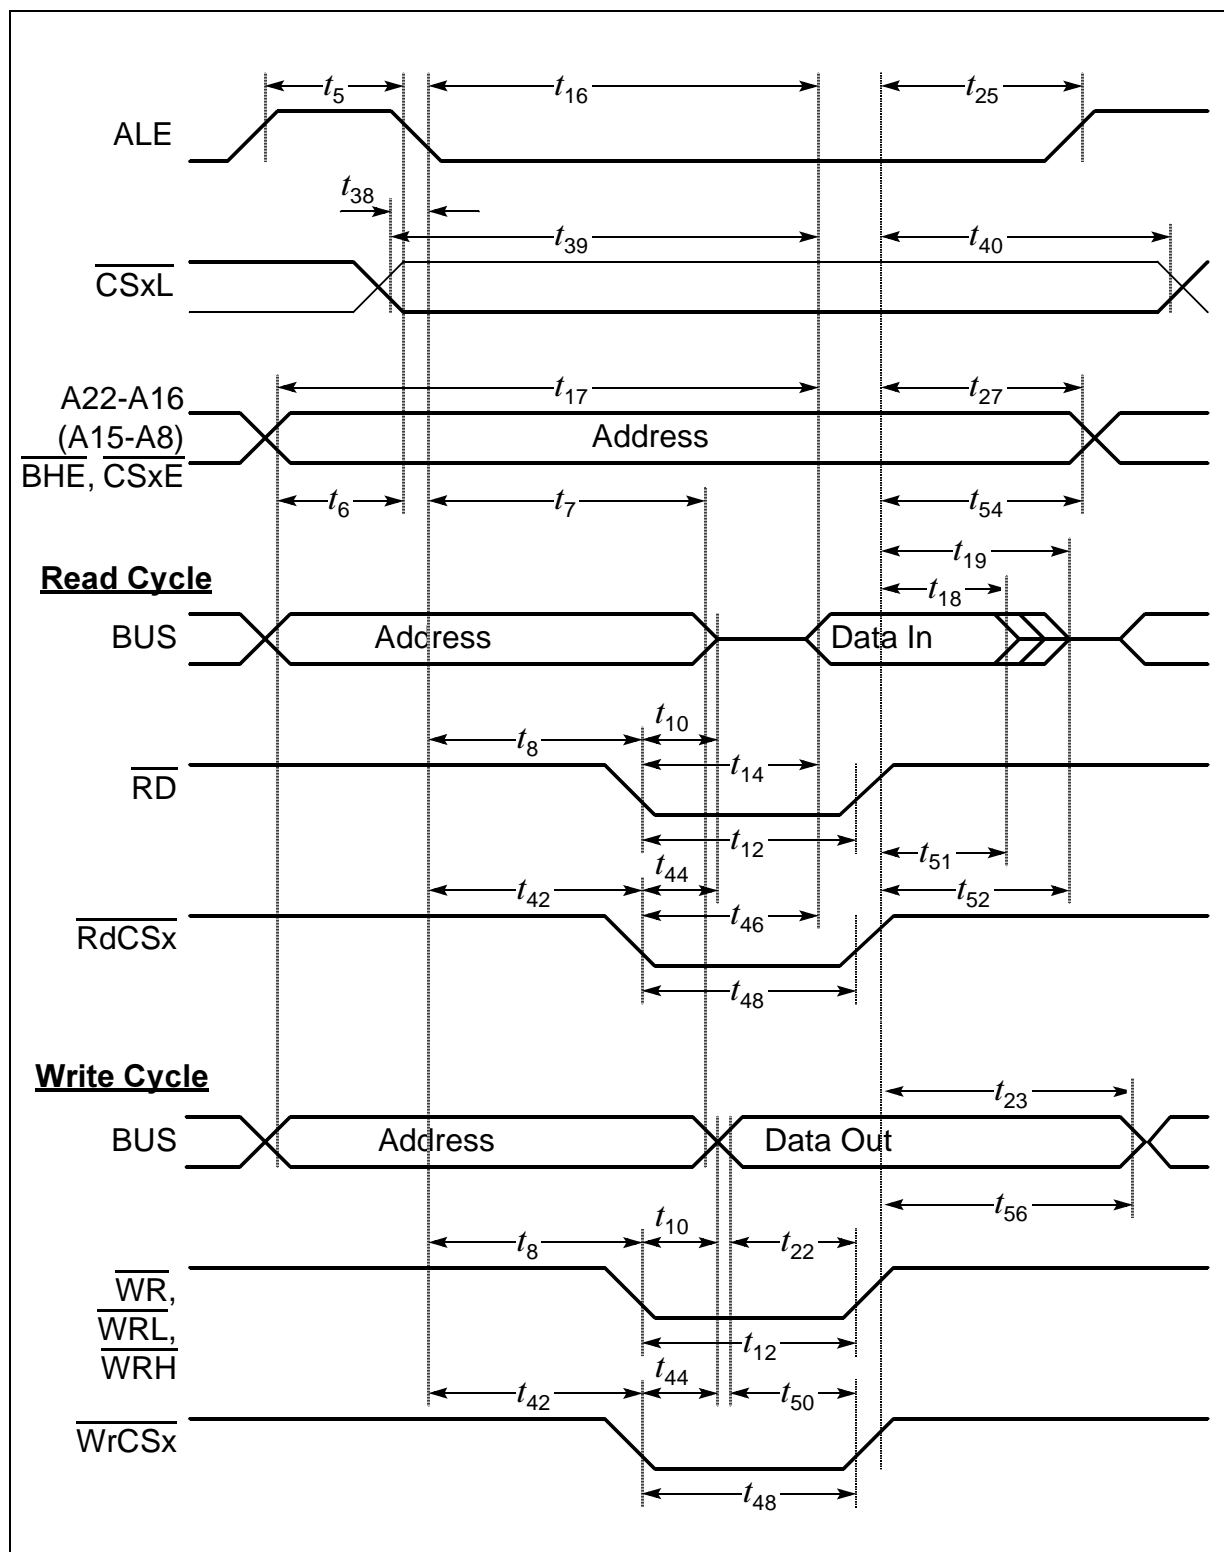 t5 t16 t25
ALE
t38
t39 t40
CSxL
t17 t27
A22-A16
(A15-A8)
BHE, CSxE
Address
t6 t7 t54
t19
Read Cycle
t18
BUS Address Data In
t10
t8
t14
RD
t12
t51
t44
t42 t52
t46
RdCSx
t48
Write Cycle
t23
BUS Address Data Out
t56
t10
t8 t22
WR,
WRL,
t12
WRH
t44
t42 t50
WrCSx
t48